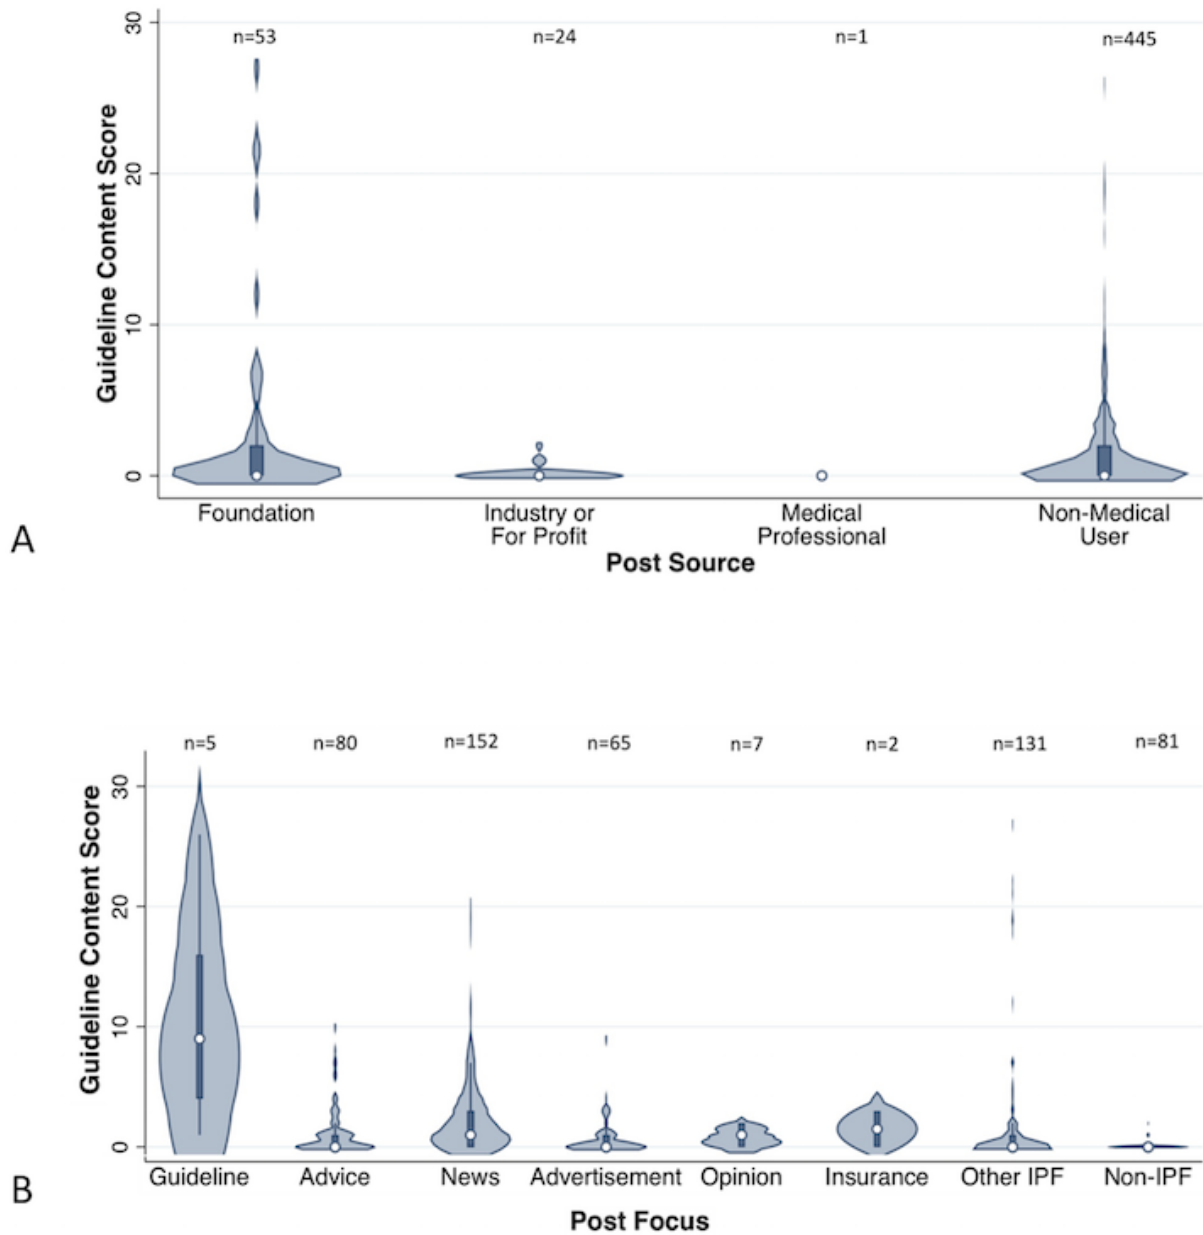 n=53 n=24 n=1 n=445
30
20
10
0
Guideline Content Score
Foundation Industry or For Profit Medical Professional Non-Medical User
Post Source
A
n=5 n=80 n=152 n=65 n=7 n=2 n=131 n=81
30
20
10
0
Guideline Content Score
Guideline Advice News Advertisement Opinion Insurance Other IPF Non-IPF
Post Focus
B